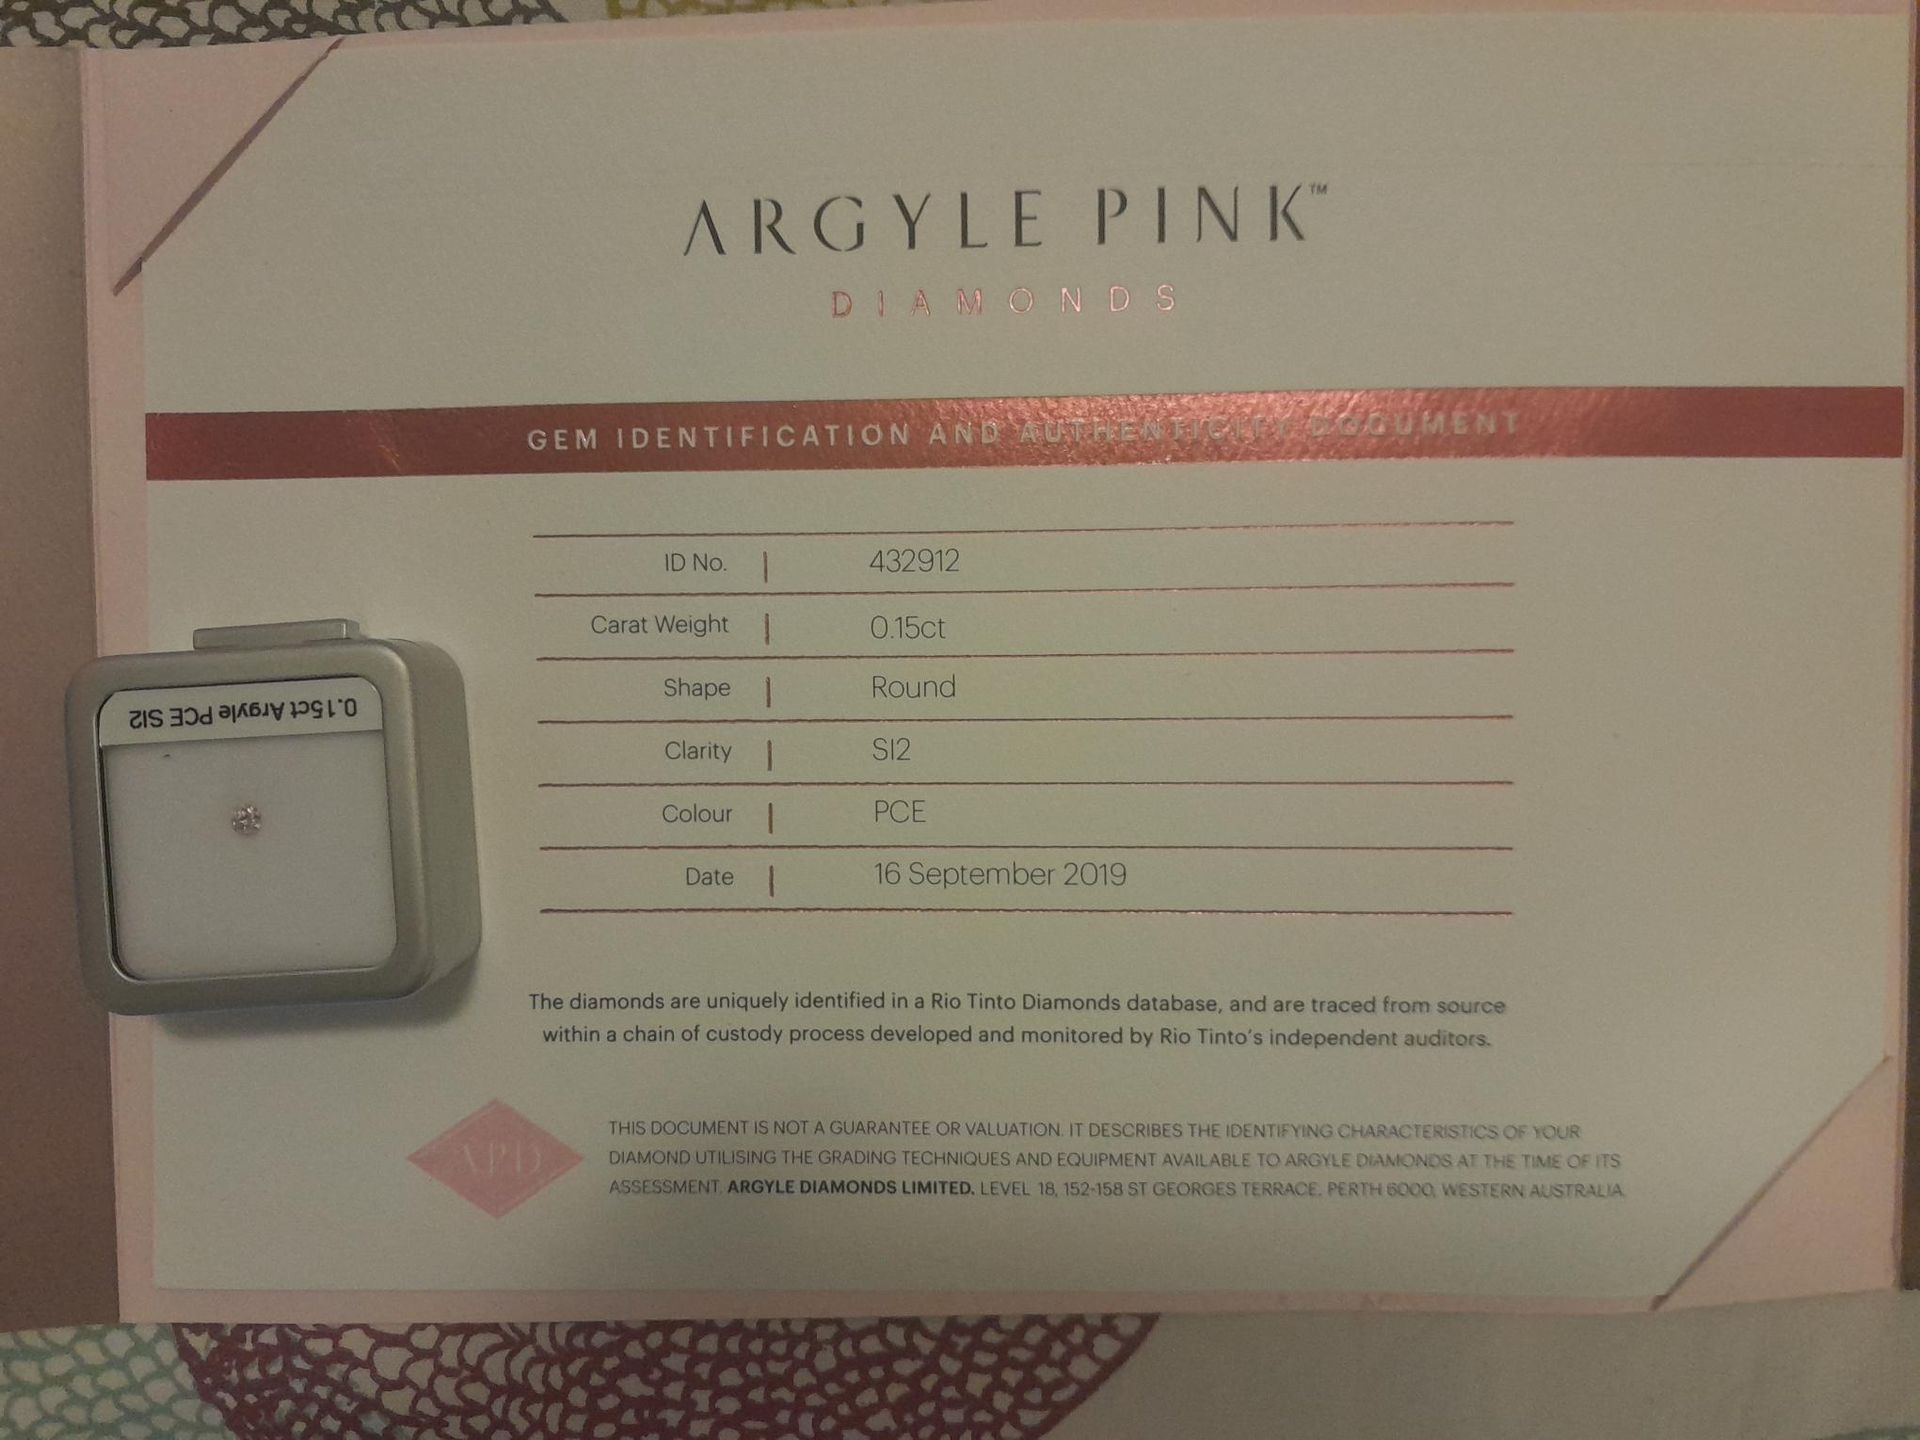 ARGYLE PINK™
DIAMONDS
GEM IDENTIFICATION AND AUTHENTICITY DOCUMENT
ID No. | 432912
Carat Weight | 0.15ct
Shape | Round
Clarity | SI2
Colour | PCE
Date | 16 September 2019
0.15ct Argyle PCE SI2
The diamonds are uniquely identified in a Rio Tinto Diamonds database, and are traced from source
within a chain of custody process developed and monitored by Rio Tinto's independent auditors.
APD
THIS DOCUMENT IS NOT A GUARANTEE OR VALUATION. IT DESCRIBES THE IDENTIFYING CHARACTERISTICS OF YOUR
DIAMOND UTILISING THE GRADING TECHNIQUES AND EQUIPMENT AVAILABLE TO ARGYLE DIAMONDS AT THE TIME OF ITS
ASSESSMENT. ARGYLE DIAMONDS LIMITED. LEVEL 18, 152-158 ST GEORGES TERRACE, PERTH 6000, WESTERN AUSTRALIA.